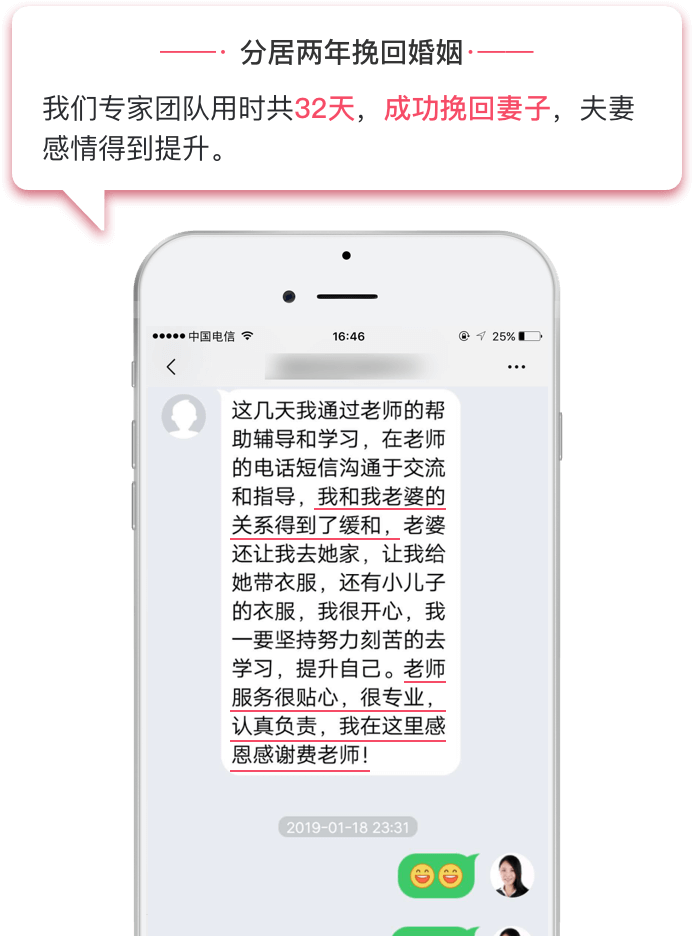 分居两年挽回婚姻
我们专家团队用时共32天，成功挽回妻子，夫妻
感情得到提升。
中国电信 16:46 25%
这几天我通过老师的帮
助辅导和学习，在老师
的电话短信沟通于交流
和指导，我和我老婆的
关系得到了缓和，老婆
还让我去她家，让我给
她带衣服，还有小儿子
的衣服，我很开心，我
一要坚持努力刻苦的去
学习，提升自己。老师
服务很贴心，很专业，
认真负责，我在这里感
恩感谢费老师！
2019-01-18 23:31